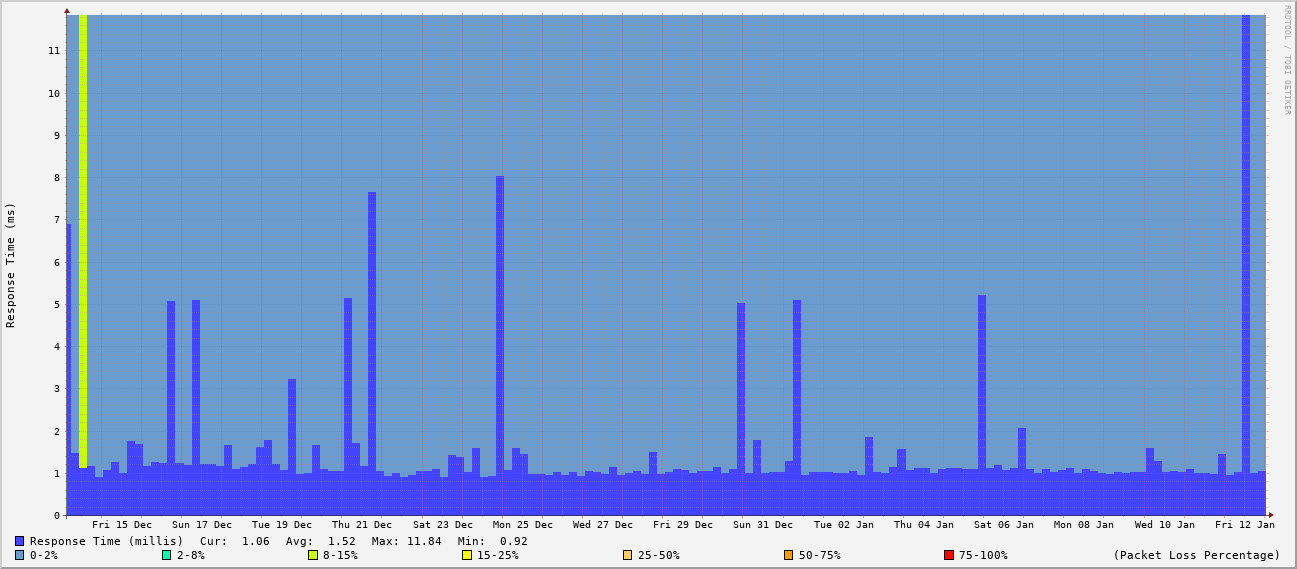 RRDTOOL / TOBI OETIKER
Response Time (ms)
11
10
9
8
7
6
5
4
3
2
1
0
Fri 15 Dec Sun 17 Dec Tue 19 Dec Thu 21 Dec Sat 23 Dec Mon 25 Dec Wed 27 Dec Fri 29 Dec Sun 31 Dec Tue 02 Jan Thu 04 Jan Sat 06 Jan Mon 08 Jan Wed 10 Jan Fri 12 Jan
Response Time (millis) Cur: 1.06 Avg: 1.52 Max: 11.84 Min: 0.92
0-2% 2-8% 8-15% 15-25% 25-50% 50-75% 75-100% (Packet Loss Percentage)